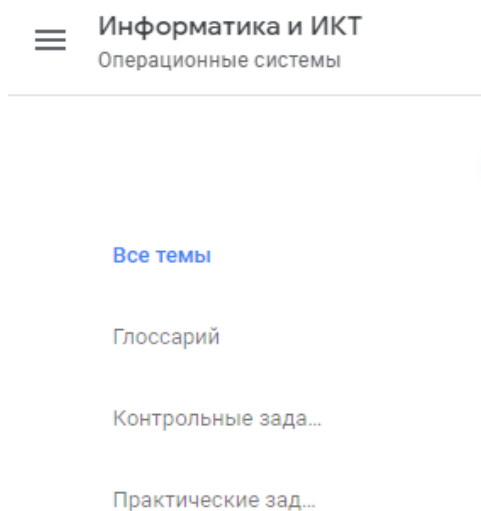 Информатика и ИКТ
Операционные системы
Все темы
Глоссарий
Контрольные зада...
Практические зад...